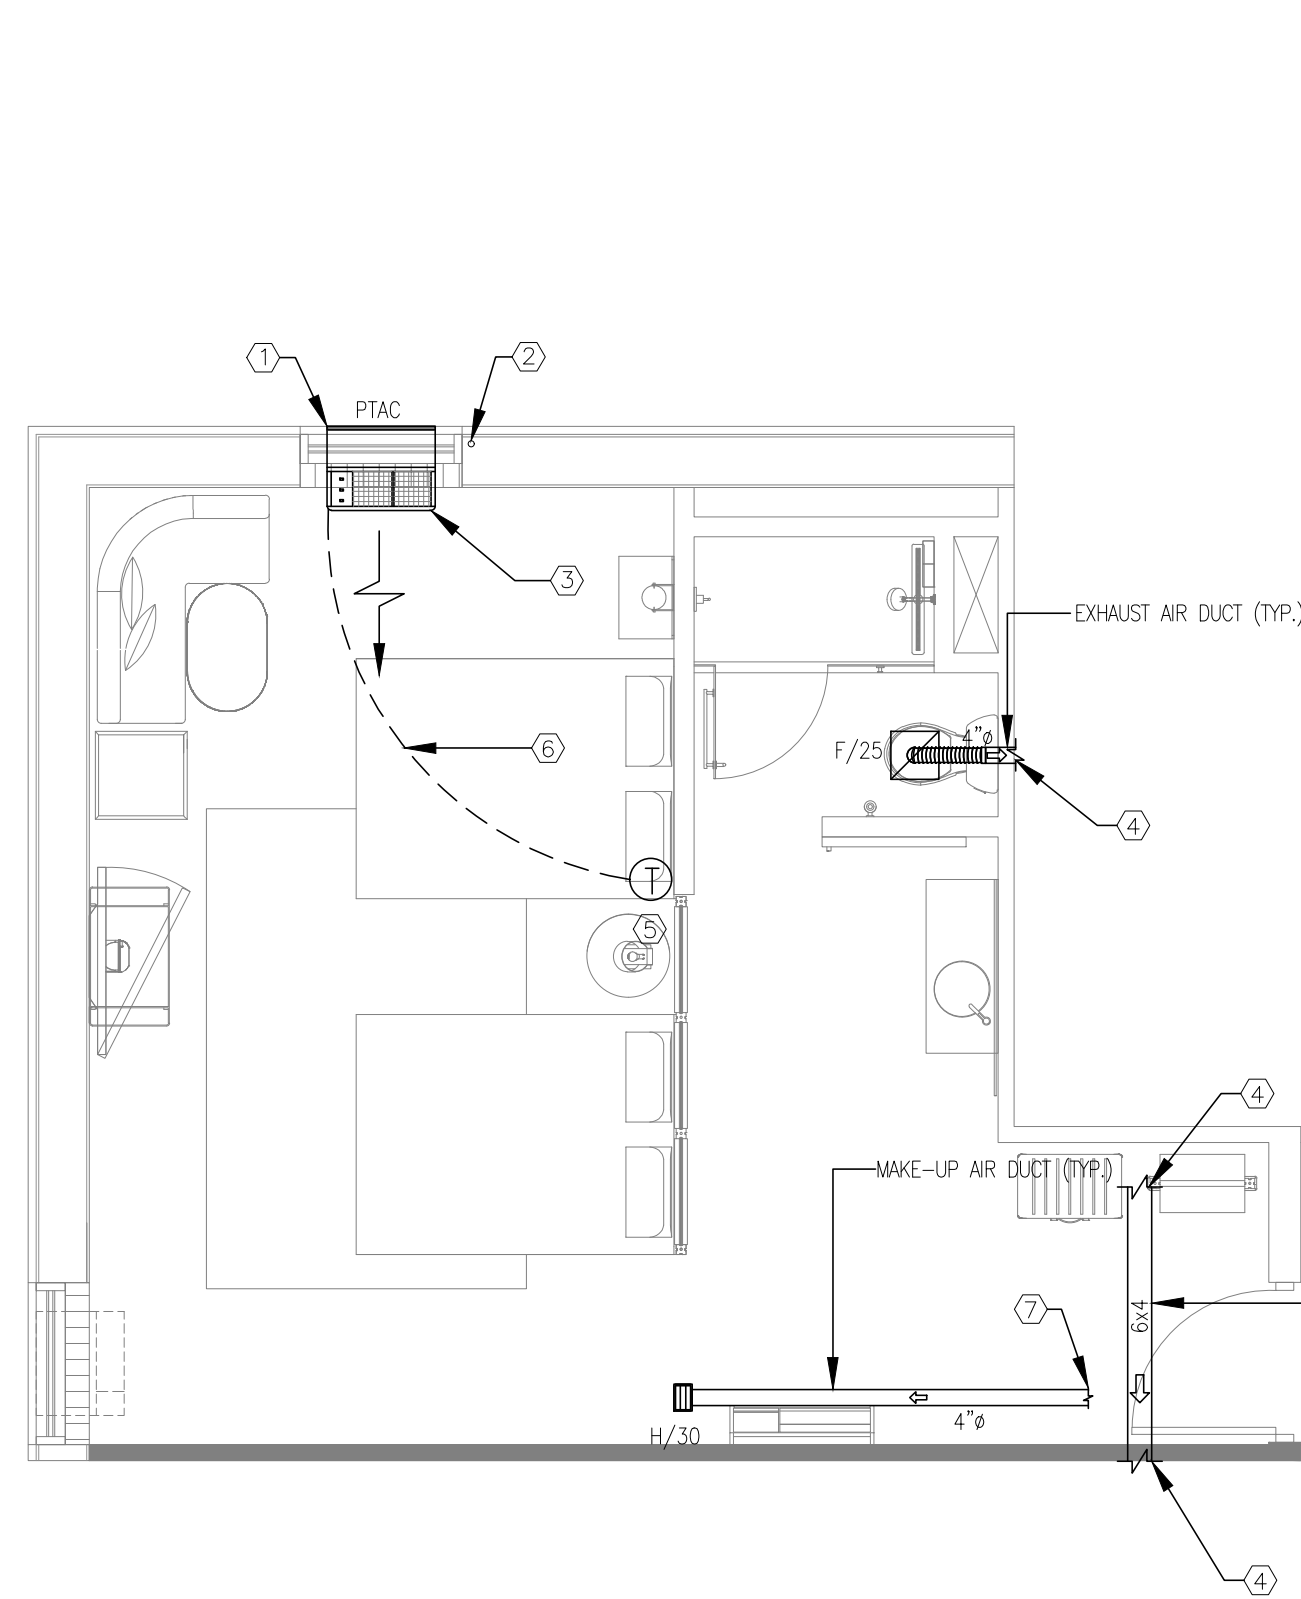 1
2
PTAC
3
EXHAUST AIR DUCT (TYP.)
4"ø
F/25
6
4
T
5
4
MAKE-UP AIR DUCT (TYP.)
7
6x4
4"ø
H/30
4